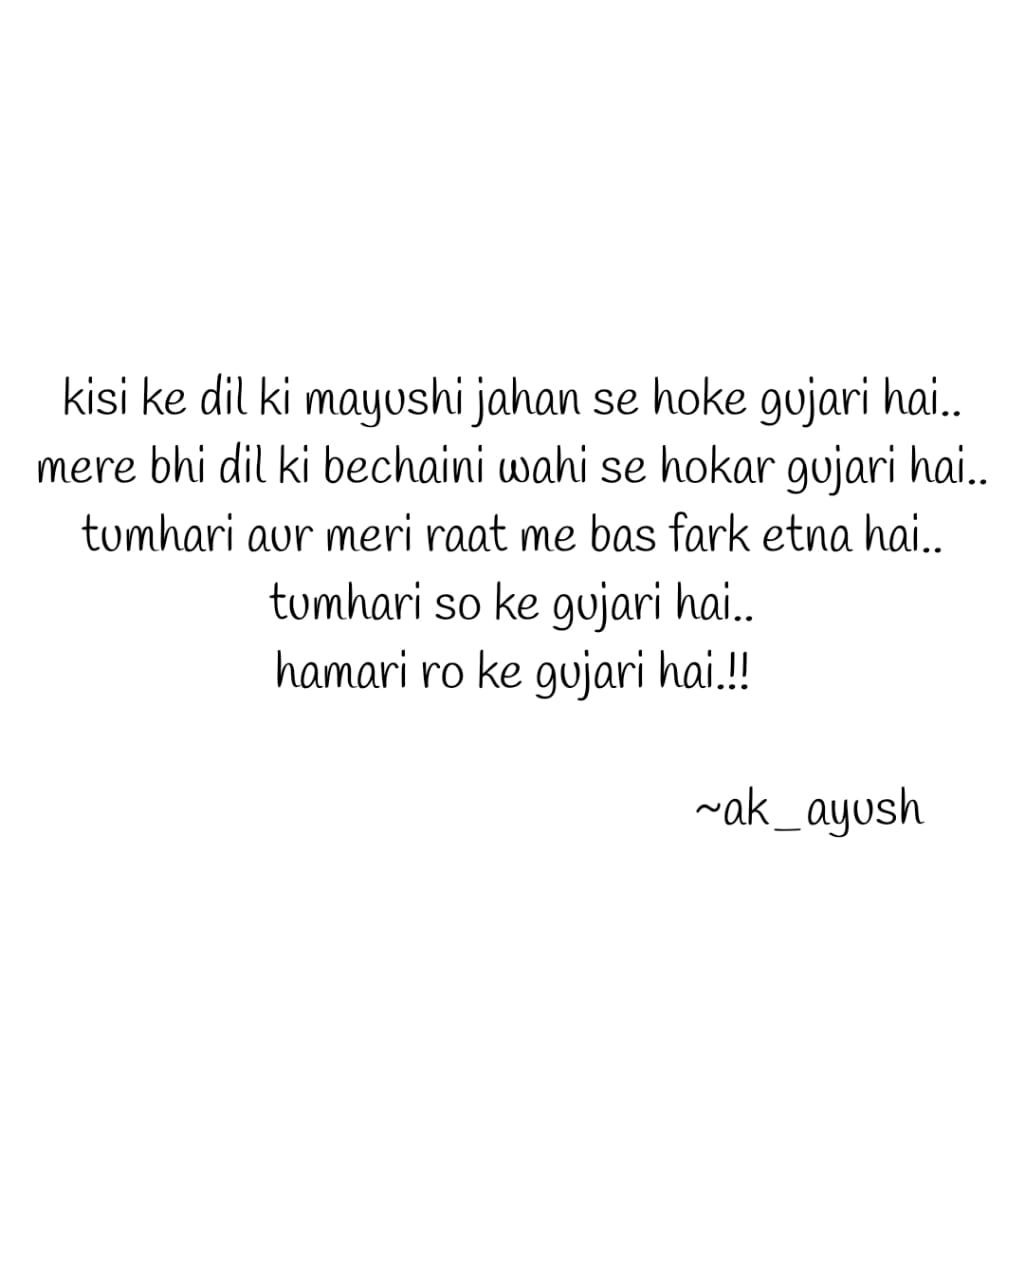 kisi ke dil ki mayushi jahan se hoke gujari hai..
mere bhi dil ki bechaini wahi se hokar gujari hai..
tumhari aur meri raat me bas fark etna hai..
tumhari so ke gujari hai..
hamari ro ke gujari hai.!!
~ak_ayush